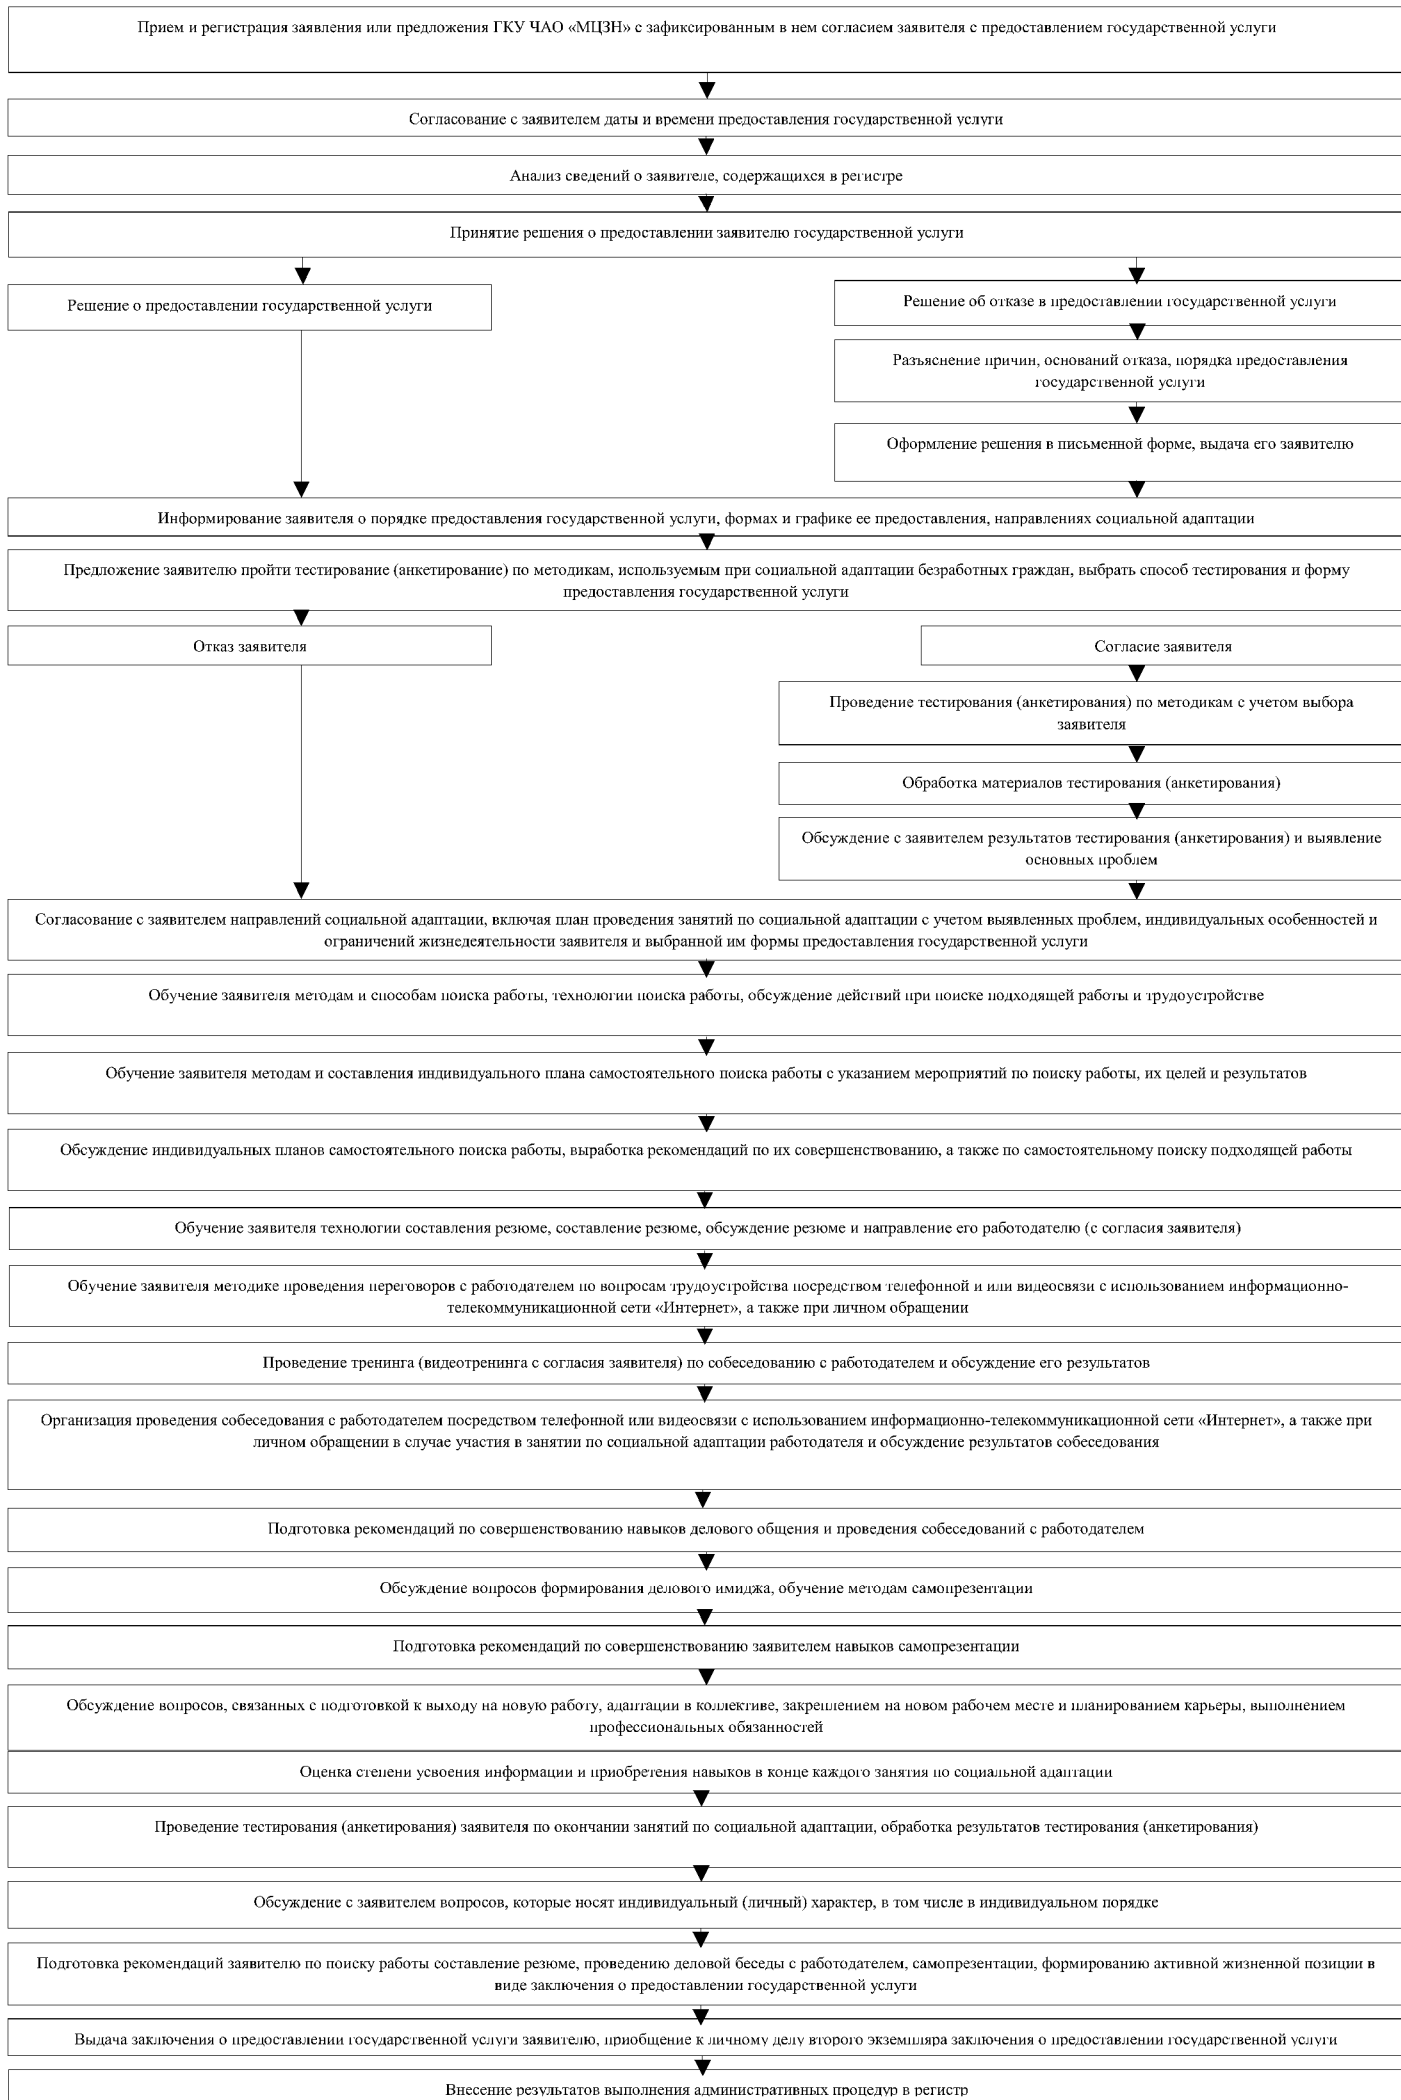 Прием и регистрация заявления или предложения ГКУ ЧАО «МЦЗН» с зафиксированным в нем согласием заявителя с предоставлением государственной услуги
Согласование с заявителем даты и времени предоставления государственной услуги
Анализ сведений о заявителе, содержащихся в регистре
Принятие решения о предоставлении заявителю государственной услуги
Решение о предоставлении государственной услуги
Решение об отказе в предоставлении государственной услуги
Разъяснение причин, оснований отказа, порядка предоставления
государственной услуги
Оформление решения в письменной форме, выдача его заявителю
Информирование заявителя о порядке предоставления государственной услуги, формах и графике ее предоставления, направлениях социальной адаптации
Предложение заявителю пройти тестирование (анкетирование) по методикам, используемым при социальной адаптации безработных граждан, выбрать способ тестирования и форму
предоставления государственной услуги
Отказ заявителя
Согласие заявителя
Проведение тестирования (анкетирования) по методикам с учетом выбора
заявителя
Обработка материалов тестирования (анкетирования)
Обсуждение с заявителем результатов тестирования (анкетирования) и выявление
основных проблем
Согласование с заявителем направлений социальной адаптации, включая план проведения занятий по социальной адаптации с учетом выявленных проблем, индивидуальных особенностей и
ограничений жизнедеятельности заявителя и выбранной им формы предоставления государственной услуги
Обучение заявителя методам и способам поиска работы, технологии поиска работы, обсуждение действий при поиске подходящей работы и трудоустройстве
Обучение заявителя методам и составления индивидуального плана самостоятельного поиска работы с указанием мероприятий по поиску работы, их целей и результатов
Обсуждение индивидуальных планов самостоятельного поиска работы, выработка рекомендаций по их совершенствованию, а также по самостоятельному поиску подходящей работы
Обучение заявителя технологии составления резюме, составление резюме, обсуждение резюме и направление его работодателю (с согласия заявителя)
Обучение заявителя методике проведения переговоров с работодателем по вопросам трудоустройства посредством телефонной и или видеосвязи с использованием информационно-
телекоммуникационной сети «Интернет», а также при личном обращении
Проведение тренинга (видеотренинга с согласия заявителя) по собеседованию с работодателем и обсуждение его результатов
Организация проведения собеседования с работодателем посредством телефонной или видеосвязи с использованием информационно-телекоммуникационной сети «Интернет», а также при
личном обращении в случае участия в занятии по социальной адаптации работодателя и обсуждение результатов собеседования
Подготовка рекомендаций по совершенствованию навыков делового общения и проведения собеседований с работодателем
Обсуждение вопросов формирования делового имиджа, обучение методам самопрезентации
Подготовка рекомендаций по совершенствованию заявителем навыков самопрезентации
Обсуждение вопросов, связанных с подготовкой к выходу на новую работу, адаптации в коллективе, закреплением на новом рабочем месте и планированием карьеры, выполнением
профессиональных обязанностей
Оценка степени усвоения информации и приобретения навыков в конце каждого занятия по социальной адаптации
Проведение тестирования (анкетирования) заявителя по окончании занятий по социальной адаптации, обработка результатов тестирования (анкетирования)
Обсуждение с заявителем вопросов, которые носят индивидуальный (личный) характер, в том числе в индивидуальном порядке
Подготовка рекомендаций заявителю по поиску работы составление резюме, проведению деловой беседы с работодателем, самопрезентации, формированию активной жизненной позиции в
виде заключения о предоставлении государственной услуги
Выдача заключения о предоставлении государственной услуги заявителю, приобщение к личному делу второго экземпляра заключения о предоставлении государственной услуги
Внесение результатов выполнения административных процедур в регистр